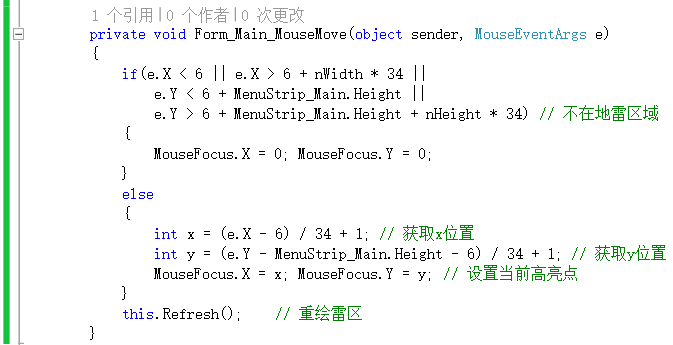 1 个引用|0 个作者|0 次更改
private void Form_Main_MouseMove(object sender, MouseEventArgs e)
{
if(e.X < 6 || e.X > 6 + nWidth * 34 ||
e.Y < 6 + MenuStrip_Main.Height ||
e.Y > 6 + MenuStrip_Main.Height + nHeight * 34) // 不在地雷区域
{
MouseFocus.X = 0; MouseFocus.Y = 0;
}
else
{
int x = (e.X - 6) / 34 + 1; // 获取x位置
int y = (e.Y - MenuStrip_Main.Height - 6) / 34 + 1; // 获取y位置
MouseFocus.X = x; MouseFocus.Y = y; // 设置当前高亮点
}
this.Refresh();    // 重绘雷区
}